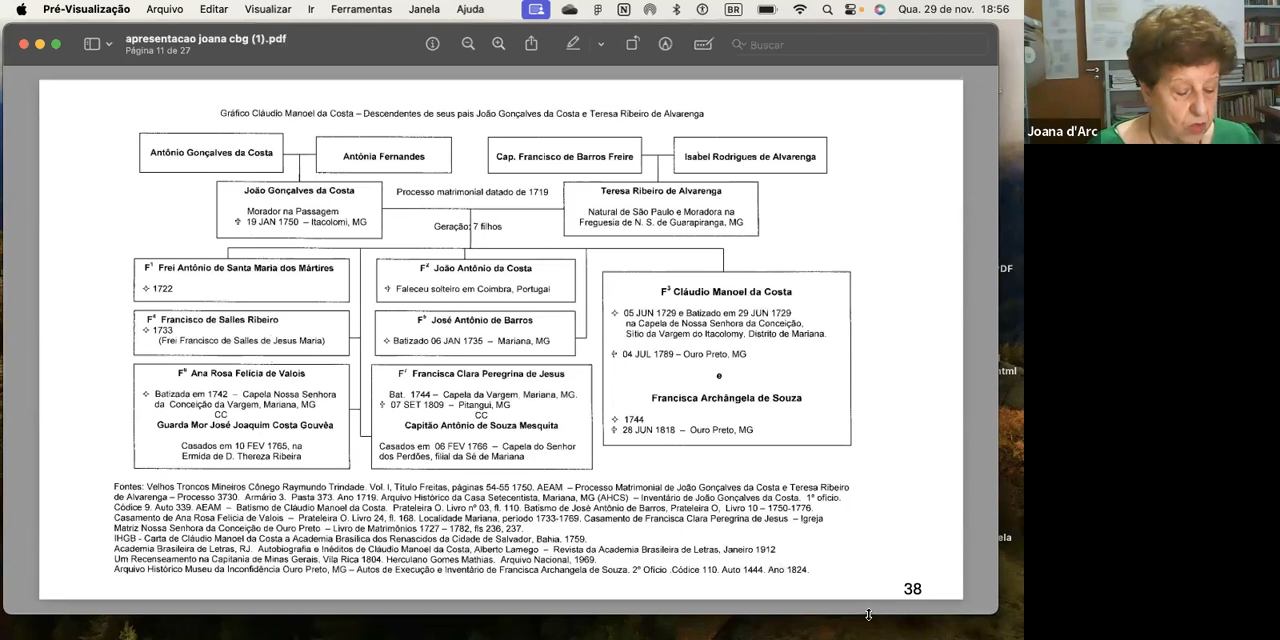 Pré-Visualização Arquivo Editar Visualizar Ir Ferramentas Janela Ajuda BR Qua. 29 de nov. 18:56
apresentacao joana cbg (1).pdf
Página 11 de 27
Buscar
Joana d'Arc
Gráfico Cláudio Manoel da Costa – Descendentes de seus pais João Gonçalves da Costa e Teresa Ribeiro de Alvarenga
Antônio Gonçalves da Costa
Antônia Fernandes
Cap. Francisco de Barros Freire
Isabel Rodrigues de Alvarenga
João Gonçalves da Costa
Morador na Passagem
✞ 19 JAN 1750 – Itacolomi, MG
Processo matrimonial datado de 1719
Geração: 7 filhos
Teresa Ribeiro de Alvarenga
Natural de São Paulo e Moradora na
Freguesia de N. S. de Guarapiranga, MG
F¹ Frei Antônio de Santa Maria dos Mártires
✧ 1722
F² João Antônio da Costa
✞ Faleceu solteiro em Coimbra, Portugal
F³ Cláudio Manoel da Costa
✧ 05 JUN 1729 e Batizado em 29 JUN 1729
na Capela de Nossa Senhora da Conceição,
Sítio da Vargem do Itacolomy, Distrito de Mariana.
✞ 04 JUL 1789 – Ouro Preto, MG
e
Francisca Archângela de Souza
✧ 1744
✞ 28 JUN 1818 – Ouro Preto, MG
F⁴ Francisco de Salles Ribeiro
✧ 1733
(Frei Francisco de Salles de Jesus Maria)
F⁵ José Antônio de Barros
✧ Batizado 06 JAN 1735 – Mariana, MG
F⁶ Ana Rosa Felícia de Valois
✧ Batizada em 1742 – Capela Nossa Senhora
da Conceição da Vargem, Mariana, MG
CC
Guarda Mor José Joaquim Costa Gouvêa
Casados em 10 FEV 1765, na
Ermida de D. Thereza Ribeira
F⁷ Francisca Clara Peregrina de Jesus
Bat. 1744 – Capela da Vargem, Mariana, MG.
✞ 07 SET 1809 – Pitangui, MG
CC
Capitão Antônio de Souza Mesquita
Casados em 06 FEV 1766 – Capela do Senhor
dos Perdões, filial da Sé de Mariana
Fontes: Velhos Troncos Mineiros Cônego Raymundo Trindade. Vol. I, Título Freitas, páginas 54-55 1750. AEAM – Processo Matrimonial de João Gonçalves da Costa e Teresa Ribeiro
de Alvarenga – Processo 3730. Armário 3. Pasta 373. Ano 1719. Arquivo Histórico da Casa Setecentista, Mariana, MG (AHCS) – Inventário de João Gonçalves da Costa. 1º ofício.
Códice 9. Auto 339. AEAM – Batismo de Cláudio Manoel da Costa. Prateleira O. Livro nº 03, fl. 110. Batismo de José Antônio de Barros, Prateleira O, Livro 10 – 1750-1776.
Casamento de Ana Rosa Felicia de Valois – Prateleira O. Livro 24, fl. 168. Localidade Mariana, período 1733-1769. Casamento de Francisca Clara Peregrina de Jesus – Igreja
Matriz Nossa Senhora da Conceição de Ouro Preto – Livro de Matrimônios 1727 – 1782, fls 236, 237.
IHGB - Carta de Cláudio Manoel da Costa a Academia Brasílica dos Renascidos da Cidade de Salvador, Bahia. 1759.
Academia Brasileira de Letras, RJ. Autobiografia e Inéditos de Cláudio Manoel da Costa, Alberto Lamego – Revista da Academia Brasileira de Letras, Janeiro 1912
Um Recenseamento na Capitania de Minas Gerais, Vila Rica 1804. Herculano Gomes Mathias. Arquivo Nacional, 1969.
Arquivo Histórico Museu da Inconfidência Ouro Preto, MG – Autos de Execução e Inventário de Francisca Archangela de Souza. 2º Ofício .Códice 110. Auto 1444. Ano 1824.
38